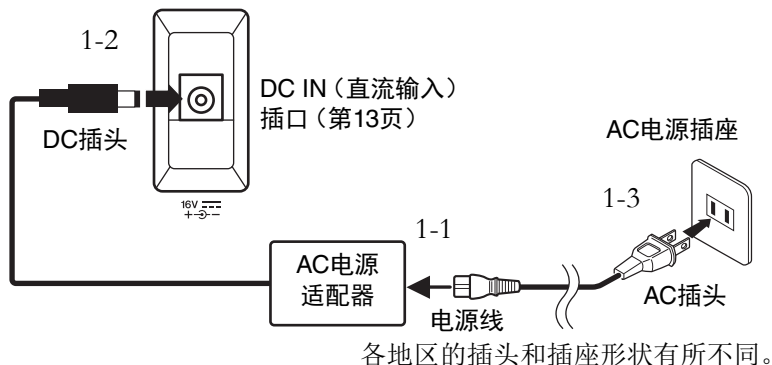 1-2
DC IN（直流输入）
插口（第13页）
DC插头
16V
AC电源插座
1-3
1-1
AC电源
适配器
电源线
AC插头
各地区的插头和插座形状有所不同。